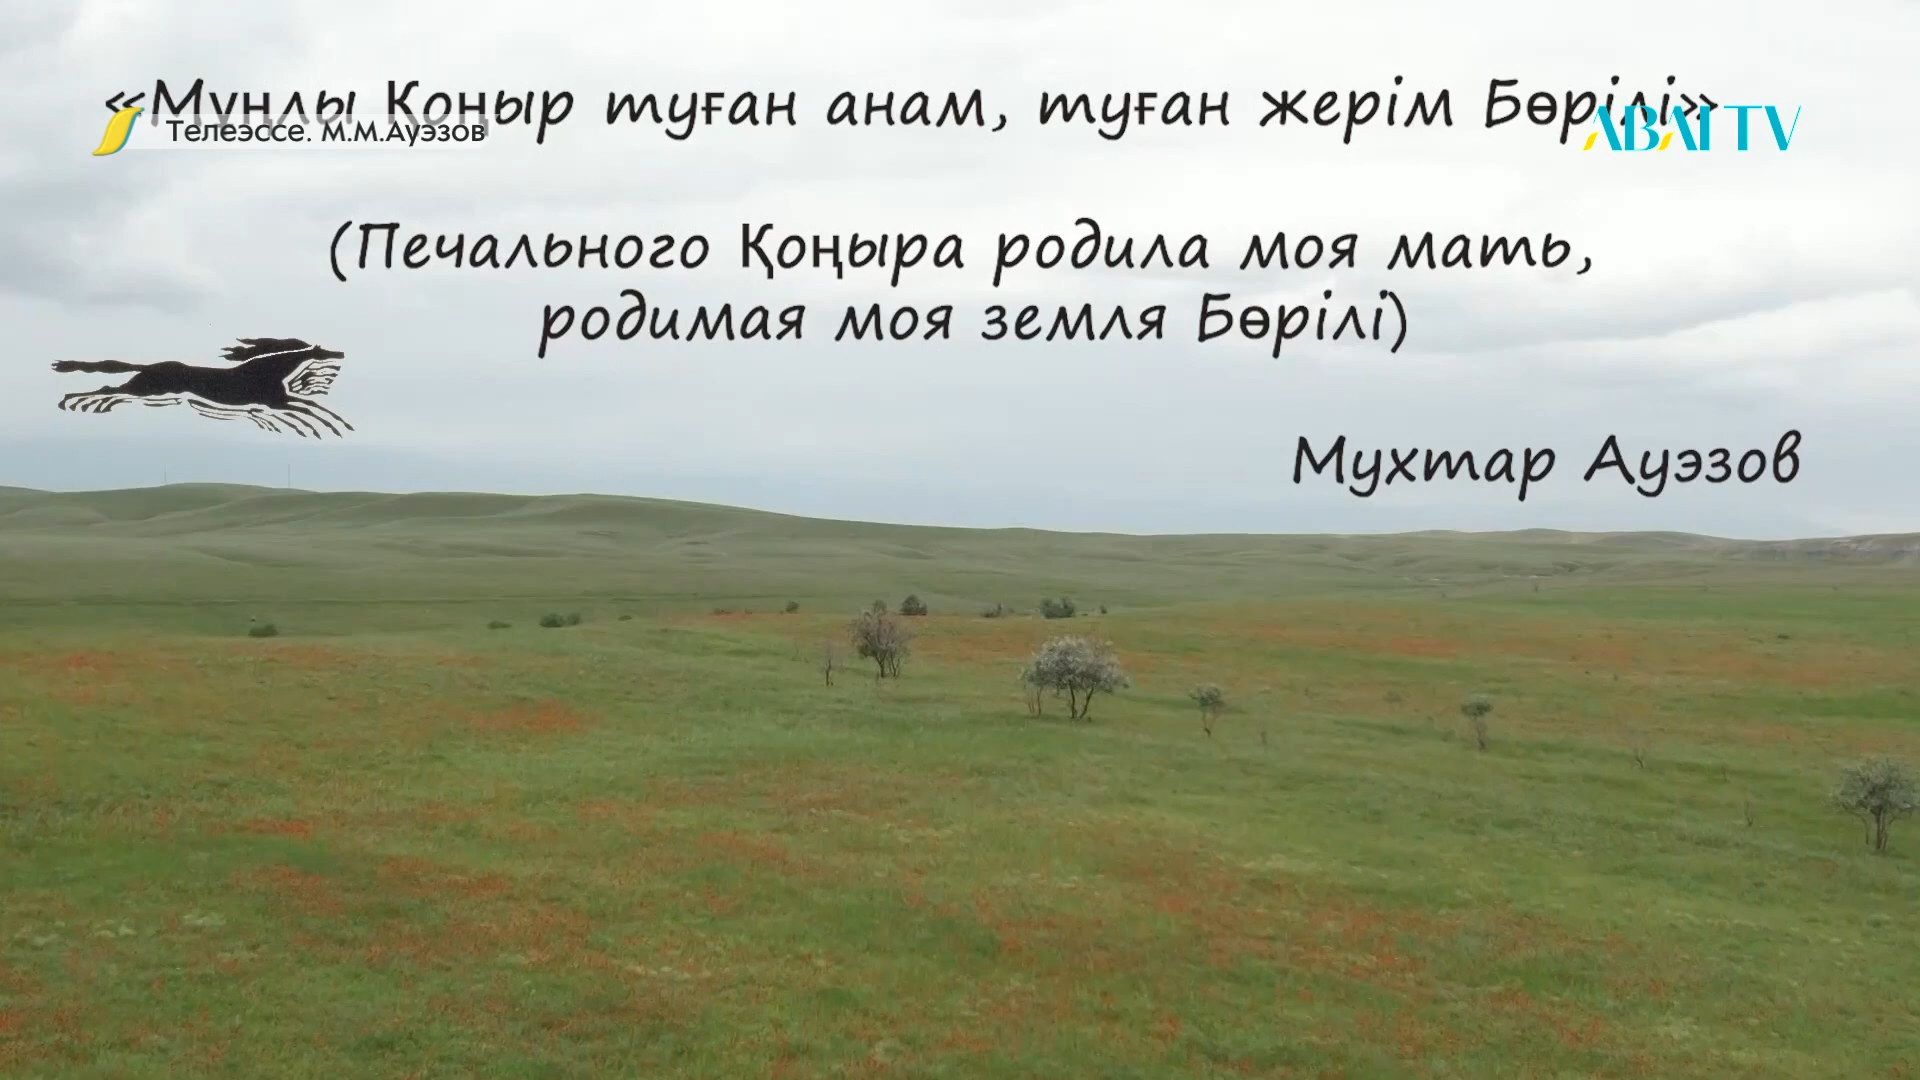 «Мұңлы Қоңыр туған анам, туған жерім Бөрілі»
Телеэссе. М.М.Ауэзов
ABAI TV
(Печального Қоңыра родила моя мать,
родимая моя земля Бөрілі)
Мухтар Ауэзов